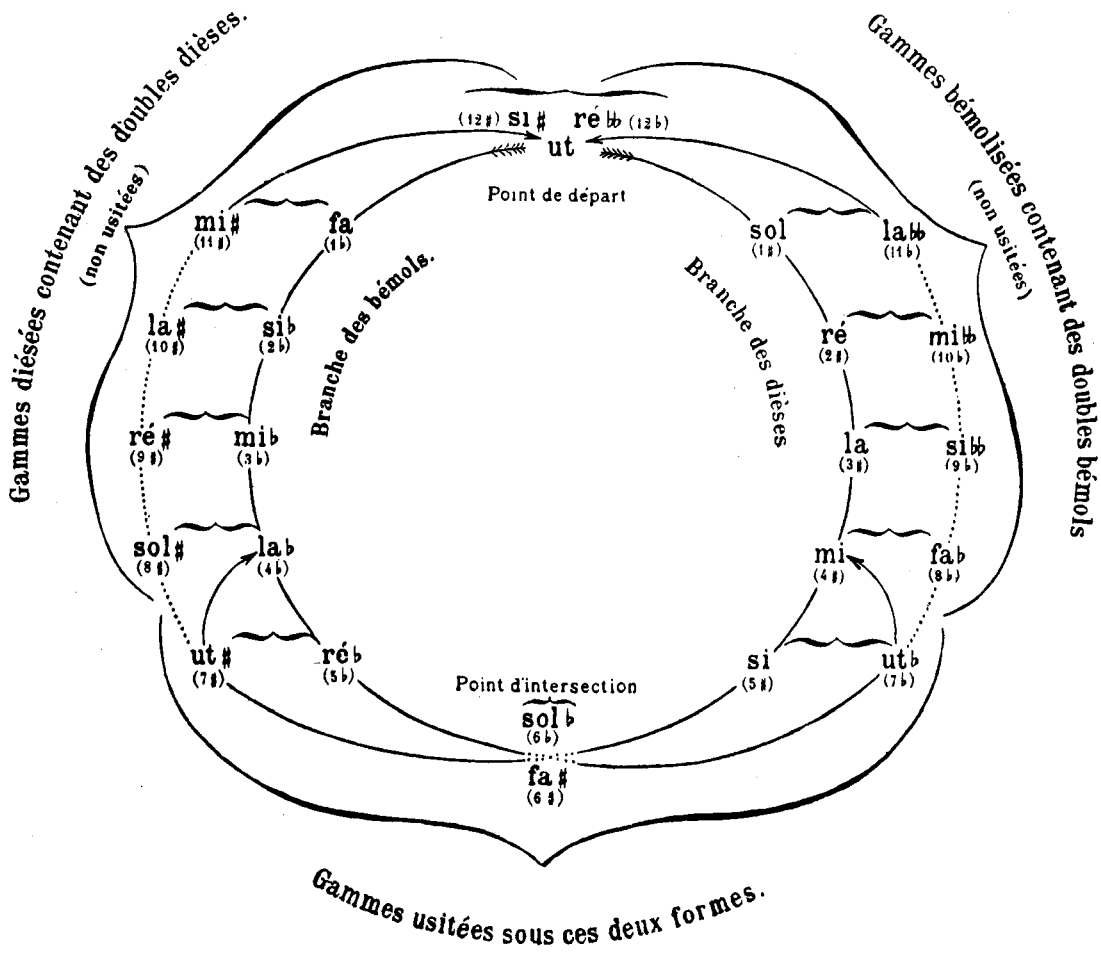 Gammes diésées contenant des doubles dièses.
(non usitées)
Gammes bémolisées contenant des doubles bémols
(non usitées)
(12♯) si♯ ré♭♭ (12♭)
ut
Point de départ
mi♯ fa sol la♭♭
(11♯) (1♭) (1♯) (11♭)
Branche des bémols.
Branche des dièses
la♯ si♭ ré mi♭♭
(10♯) (2♭) (2♯) (10♭)
ré♯ mi♭ la si♭♭
(9♯) (3♭) (3♯) (9♭)
sol♯ la♭ mi fa♭
(8♯) (4♭) (4♯) (8♭)
ut♯ ré♭ si ut♭
(7♯) (5♭) (5♯) (7♭)
Point d'intersection
sol♭
(6♭)
fa♯
(6♯)
Gammes usitées sous ces deux formes.